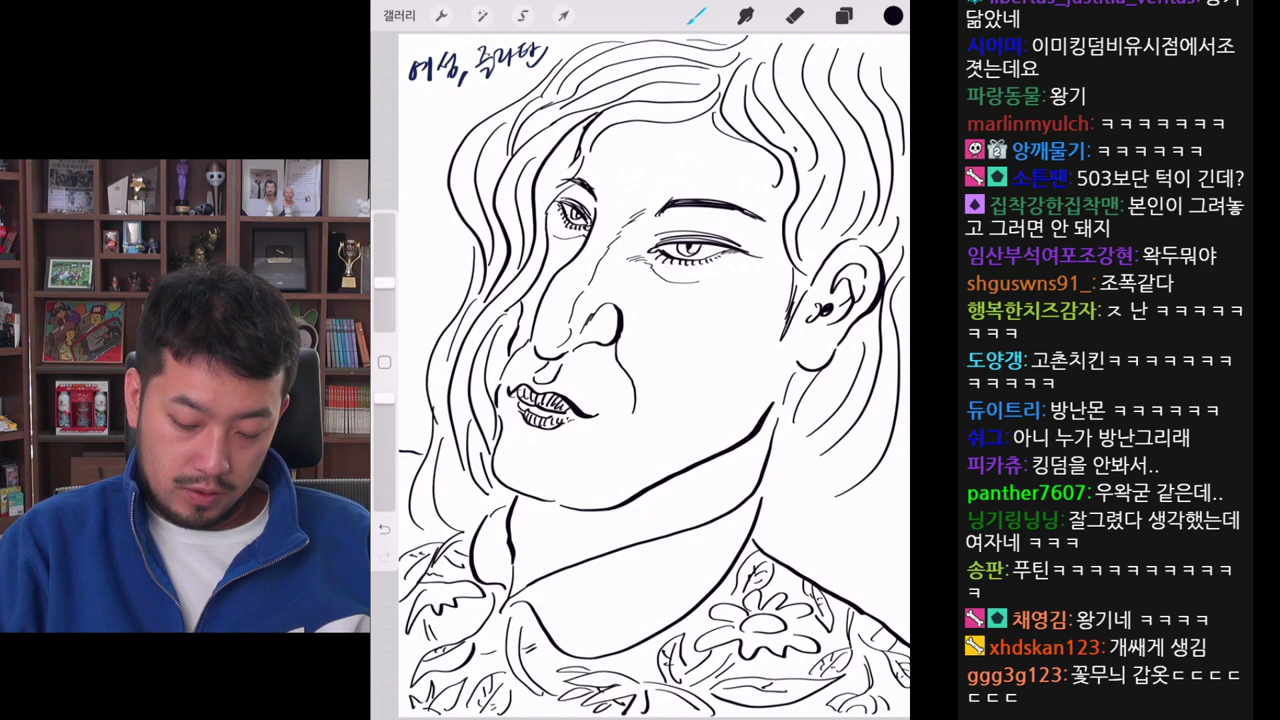 갤러리
여성, 즐라탄
닮았네
시어미: 이미킹덤비유시점에서조
졋는데요
파랑동물: 왕기
marlinmyulch: ㅋㅋㅋㅋㅋㅋㅋ
앙깨물기: ㅋㅋㅋㅋㅋㅋ
소튼팬: 503보단 턱이 긴데?
집착강한집착맨: 본인이 그려놓
고 그러면 안 돼지
임산부석여포조강현: 왁두뭐야
shguswns91_: 조폭같다
행복한치즈감자: ㅈ 난 ㅋㅋㅋㅋㅋ
ㅋㅋㅋ
도양갱: 고촌치킨ㅋㅋㅋㅋㅋㅋㅋ
ㅋㅋㅋㅋㅋ
듀이트리: 방난몬 ㅋㅋㅋㅋㅋㅋ
쉬그: 아니 누가 방난그리래
피카츄: 킹덤을 안봐서..
panther7607: 우왁굳 같은데..
닝기링닝닝: 잘그렸다 생각했는데
여자네 ㅋㅋㅋ
송판: 푸틴ㅋㅋㅋㅋㅋㅋㅋㅋㅋㅋ
ㅋ
채영김: 왕기네 ㅋㅋㅋㅋ
xhdskan123: 개쌔게 생김
ggg3g123: 꽃무늬 갑옷ㄷㄷㄷㄷ
ㄷㄷㄷ